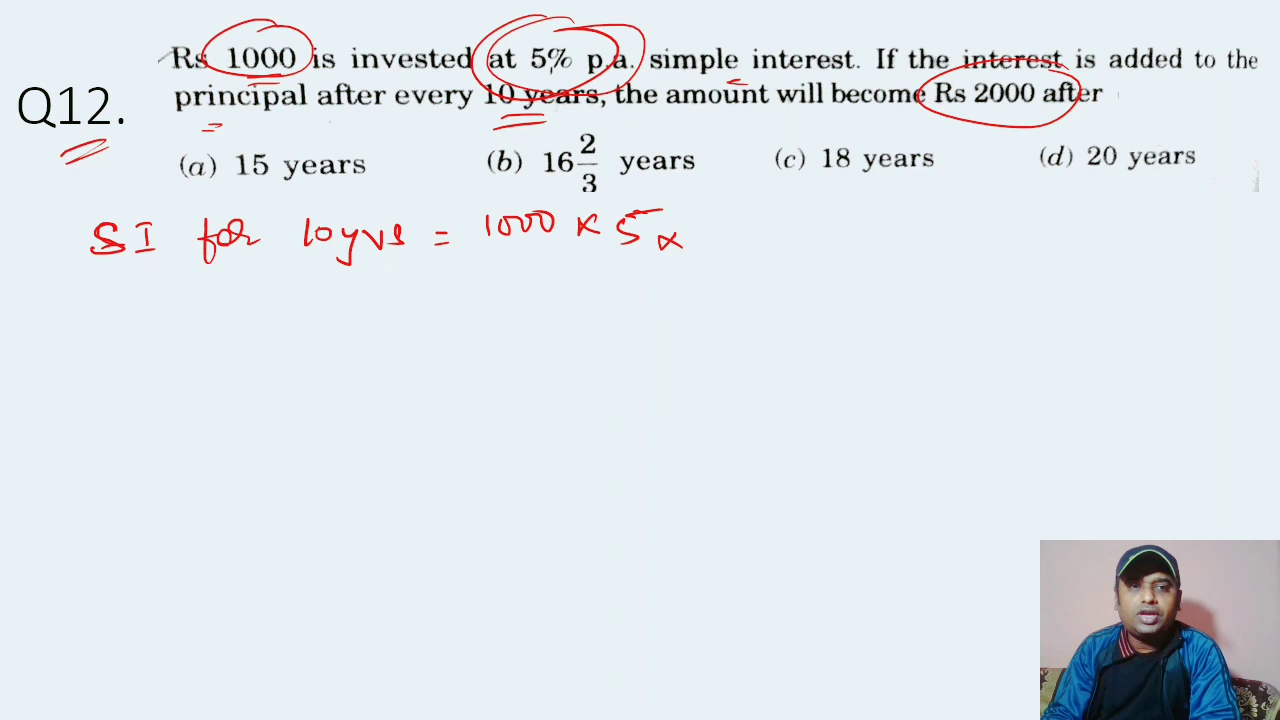 Q12.
Rs 1000 is invested at 5% p.a. simple interest. If the interest is added to the
principal after every 10 years, the amount will become Rs 2000 after
(a) 15 years (b) 16 2/3 years (c) 18 years (d) 20 years
SI for 10yrs = 1000 x 5 x